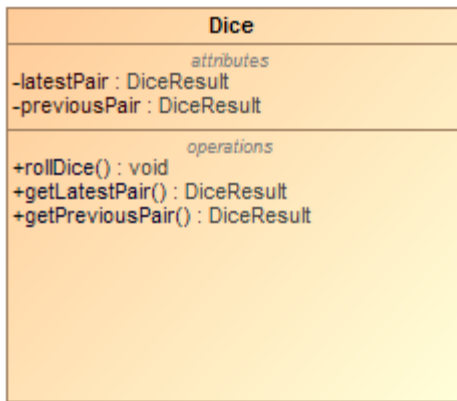 Dice
attributes
-latestPair : DiceResult
-previousPair : DiceResult
operations
+rollDice() : void
+getLatestPair() : DiceResult
+getPreviousPair() : DiceResult